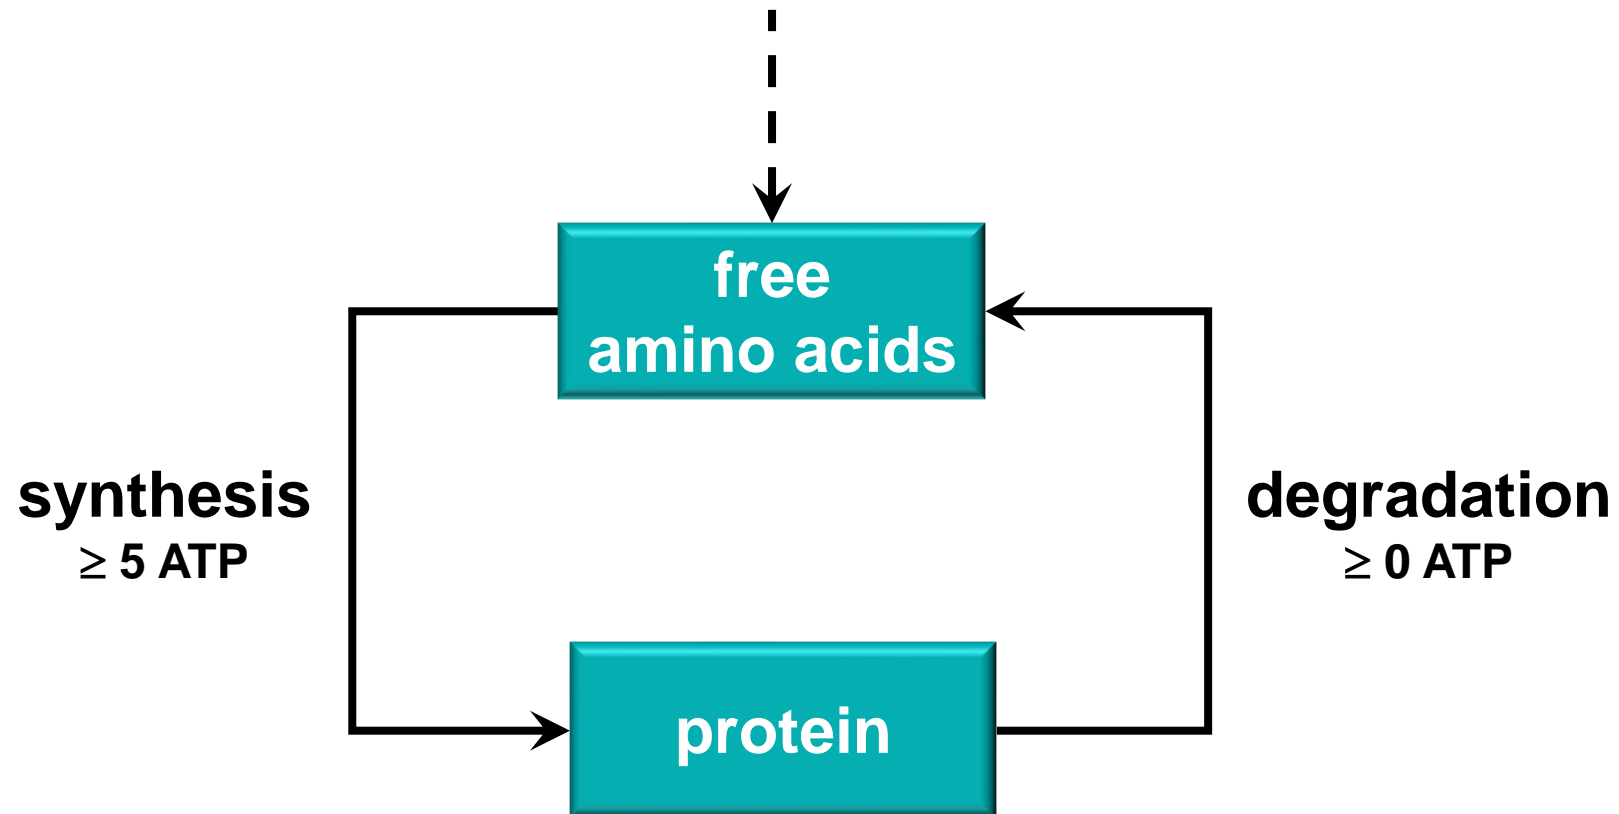 free
amino acids
synthesis
≥ 5 ATP
degradation
≥ 0 ATP
protein